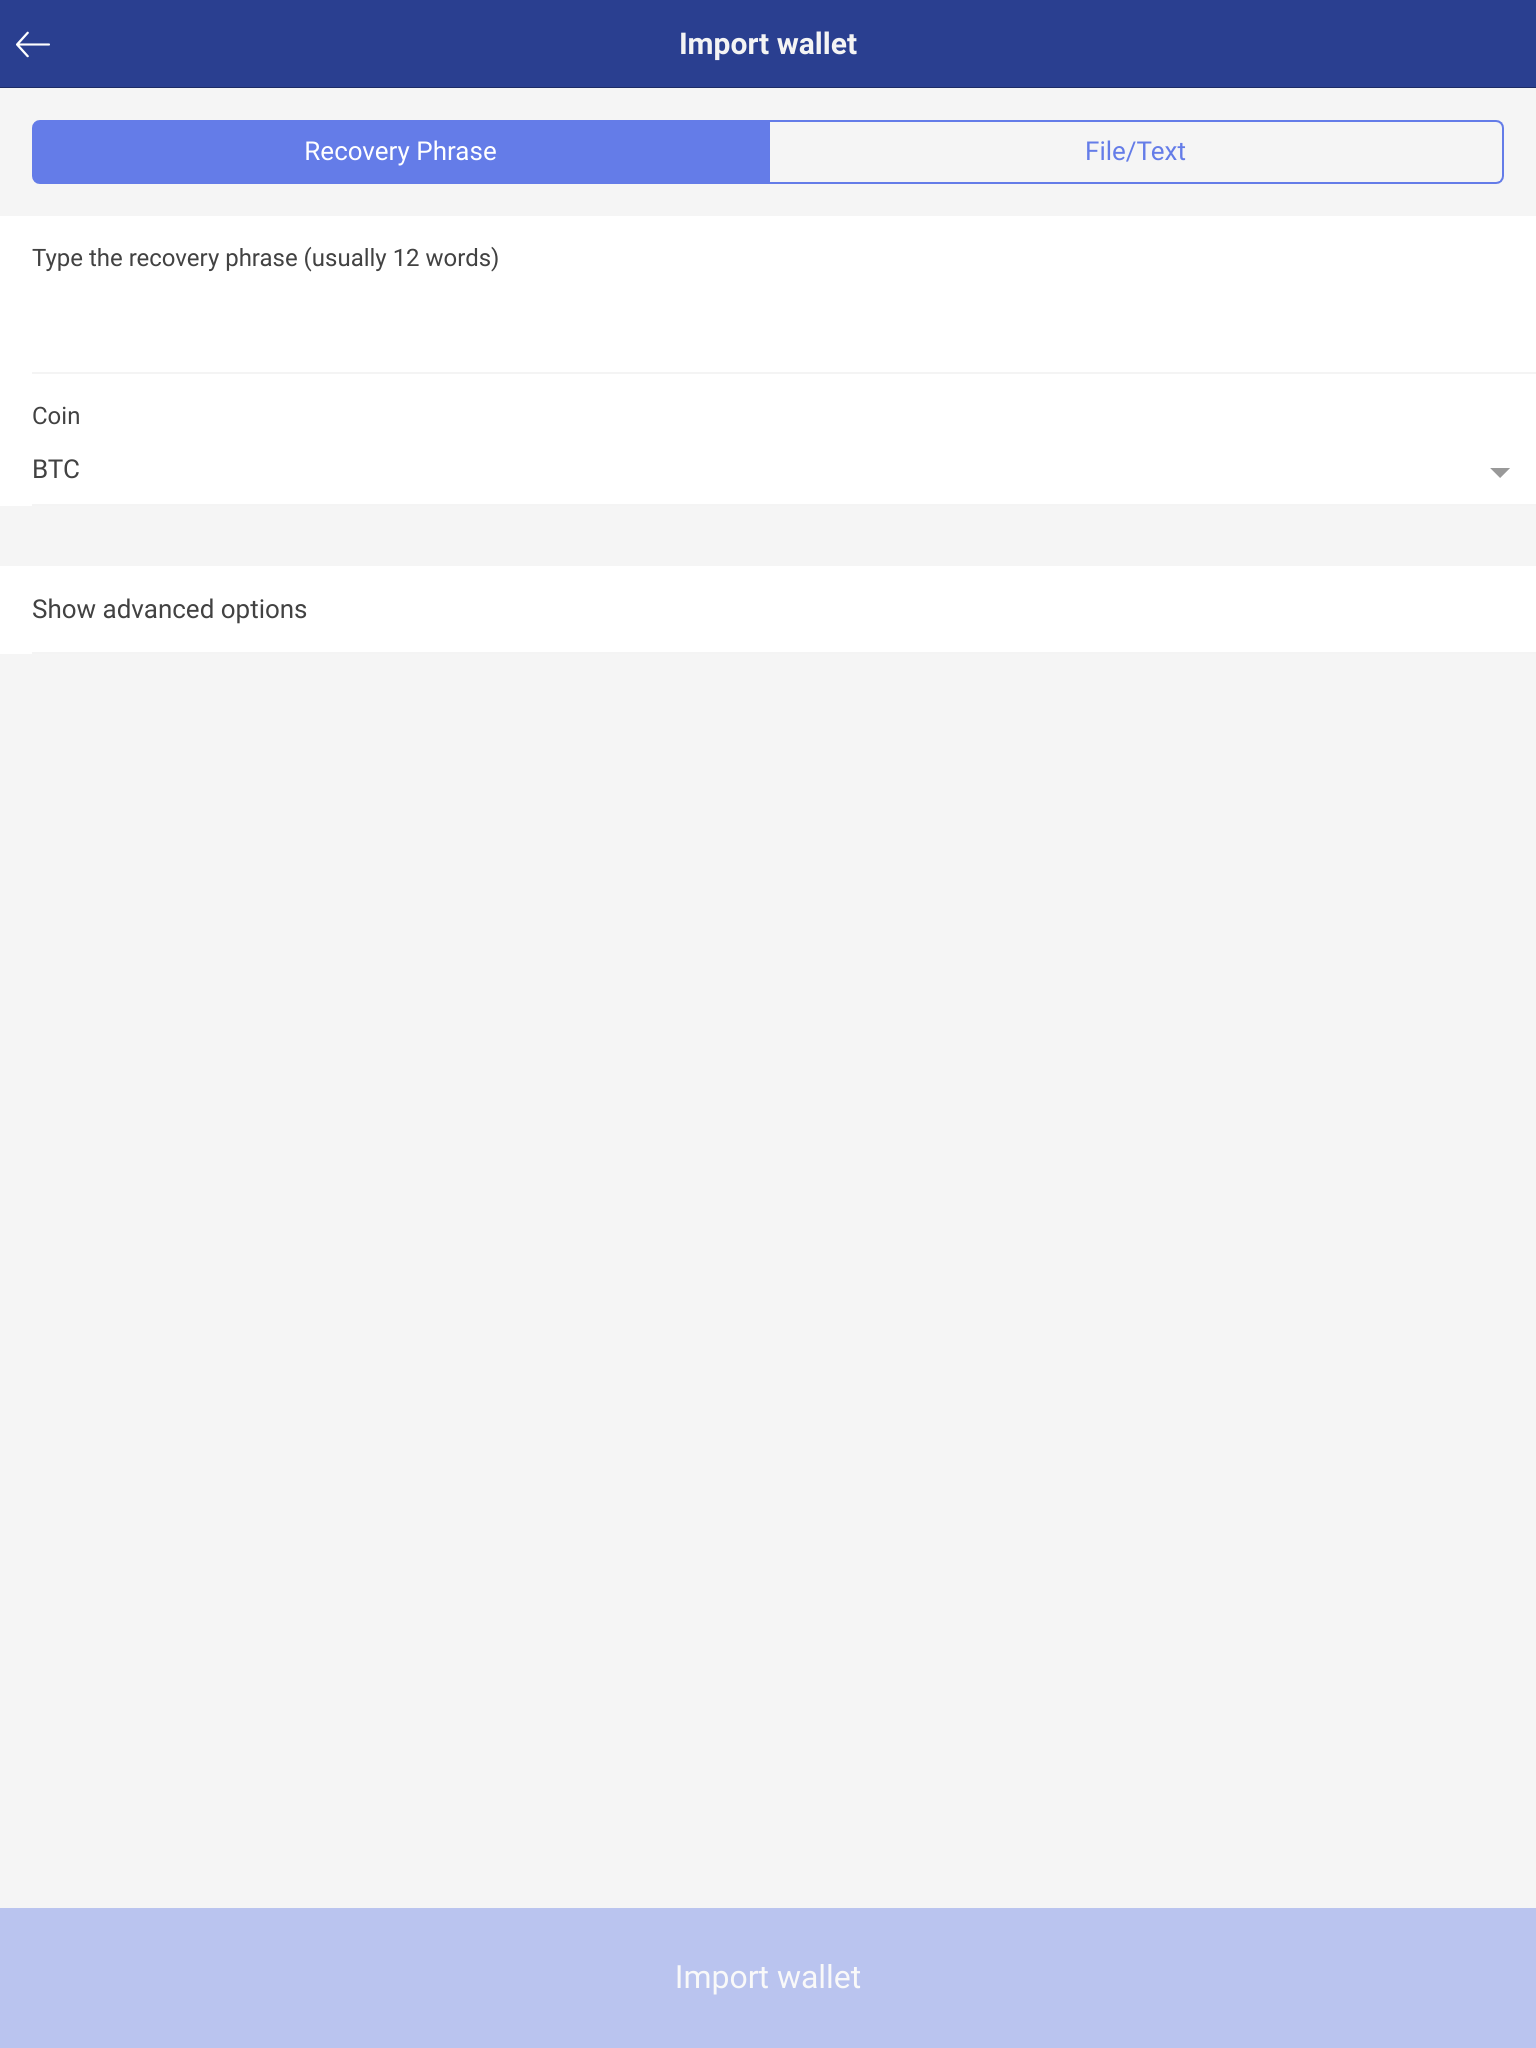 Import wallet
Recovery Phrase
File/Text
Type the recovery phrase (usually 12 words)
Coin
BTC
Show advanced options
Import wallet